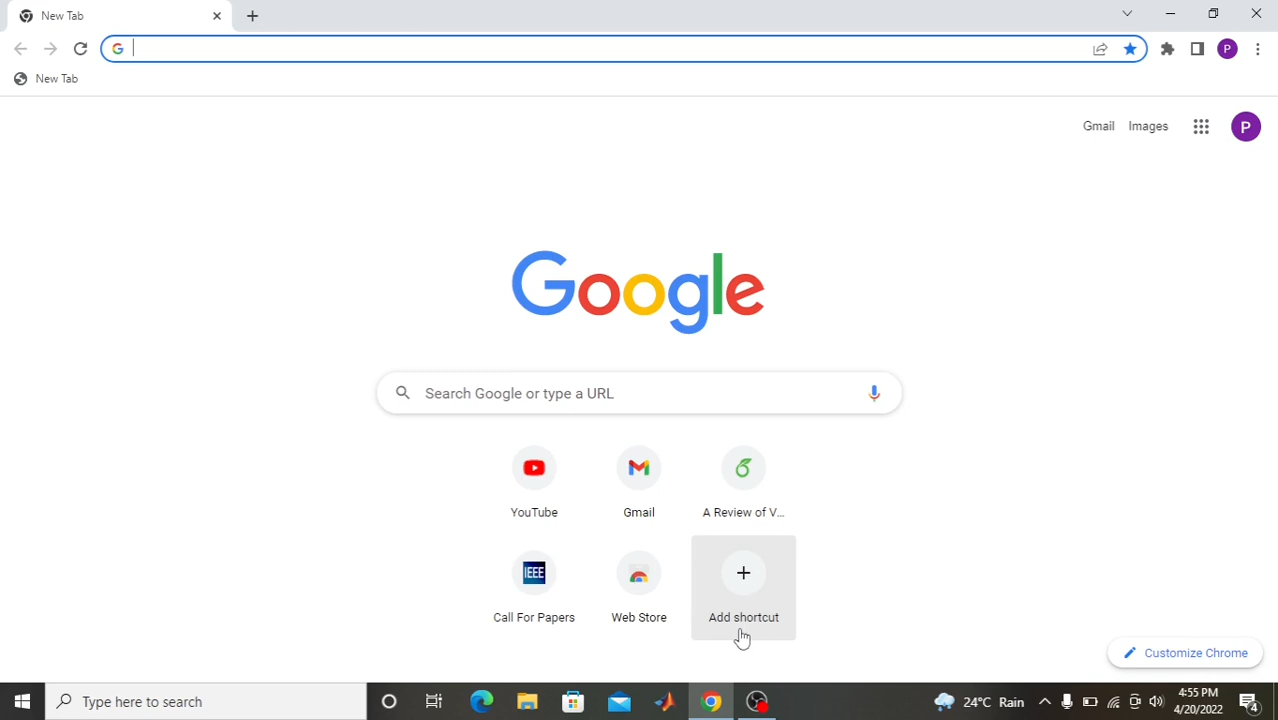 New Tab
New Tab
Gmail Images P
Google
Search Google or type a URL
YouTube Gmail A Review of V...
IEEE
Call For Papers Web Store Add shortcut
Customize Chrome
Type here to search 24°C Rain 4:55 PM
4/20/2022 4